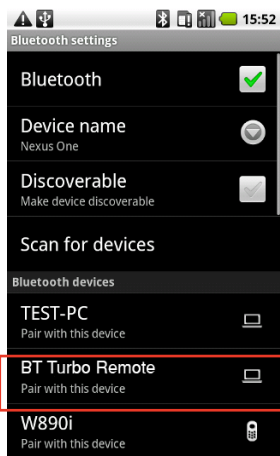 15:52
Bluetooth settings
Bluetooth
Device name
Nexus One
Discoverable
Make device discoverable
Scan for devices
Bluetooth devices
TEST-PC
Pair with this device
BT Turbo Remote
Pair with this device
W890i
Pair with this device